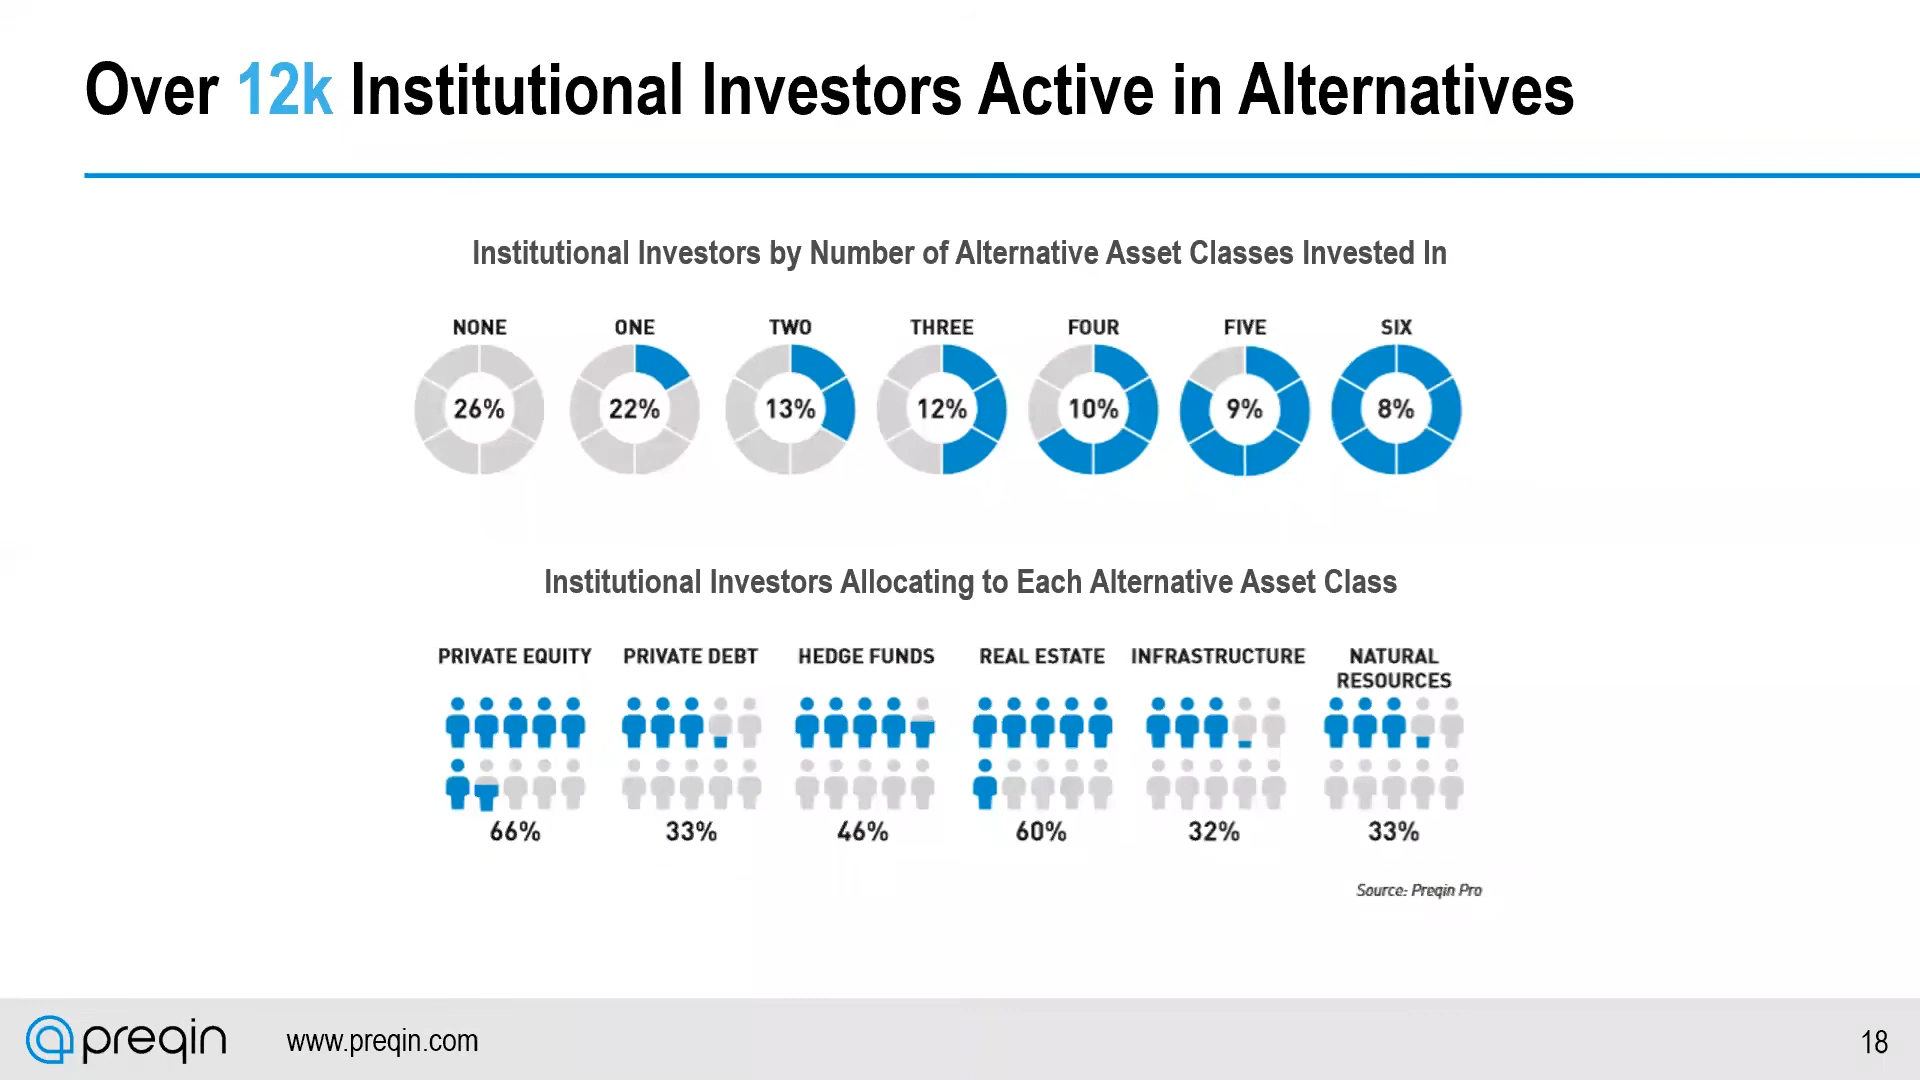 Over 12k Institutional Investors Active in Alternatives
Institutional Investors by Number of Alternative Asset Classes Invested In
NONE ONE TWO THREE FOUR FIVE SIX
26% 22% 13% 12% 10% 9% 8%
Institutional Investors Allocating to Each Alternative Asset Class
PRIVATE EQUITY PRIVATE DEBT HEDGE FUNDS REAL ESTATE INFRASTRUCTURE NATURAL
RESOURCES
66% 33% 46% 60% 32% 33%
Source: Preqin Pro
preqin www.preqin.com 18